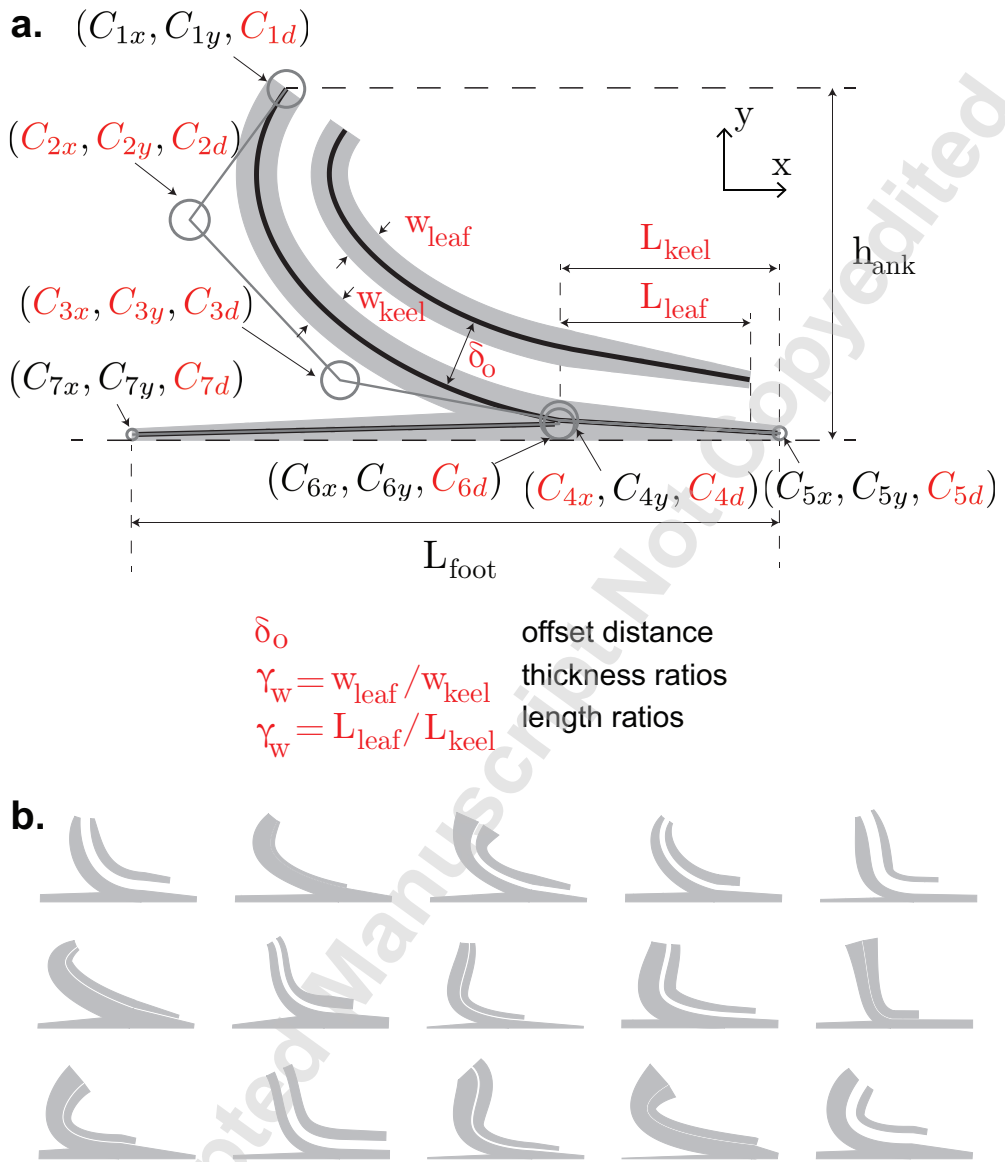 a.
(C1x, C1y, C1d)
(C2x, C2y, C2d)
y
x
wleaf
Lkeel
hank
(C3x, C3y, C3d)
wkeel
Lleaf
δo
(C7x, C7y, C7d)
(C6x, C6y, C6d) (C4x, C4y, C4d)(C5x, C5y, C5d)
Lfoot
δo offset distance
γw = wleaf/wkeel thickness ratios
γw = Lleaf/Lkeel length ratios
b.
pted Manuscript Not Copyedited